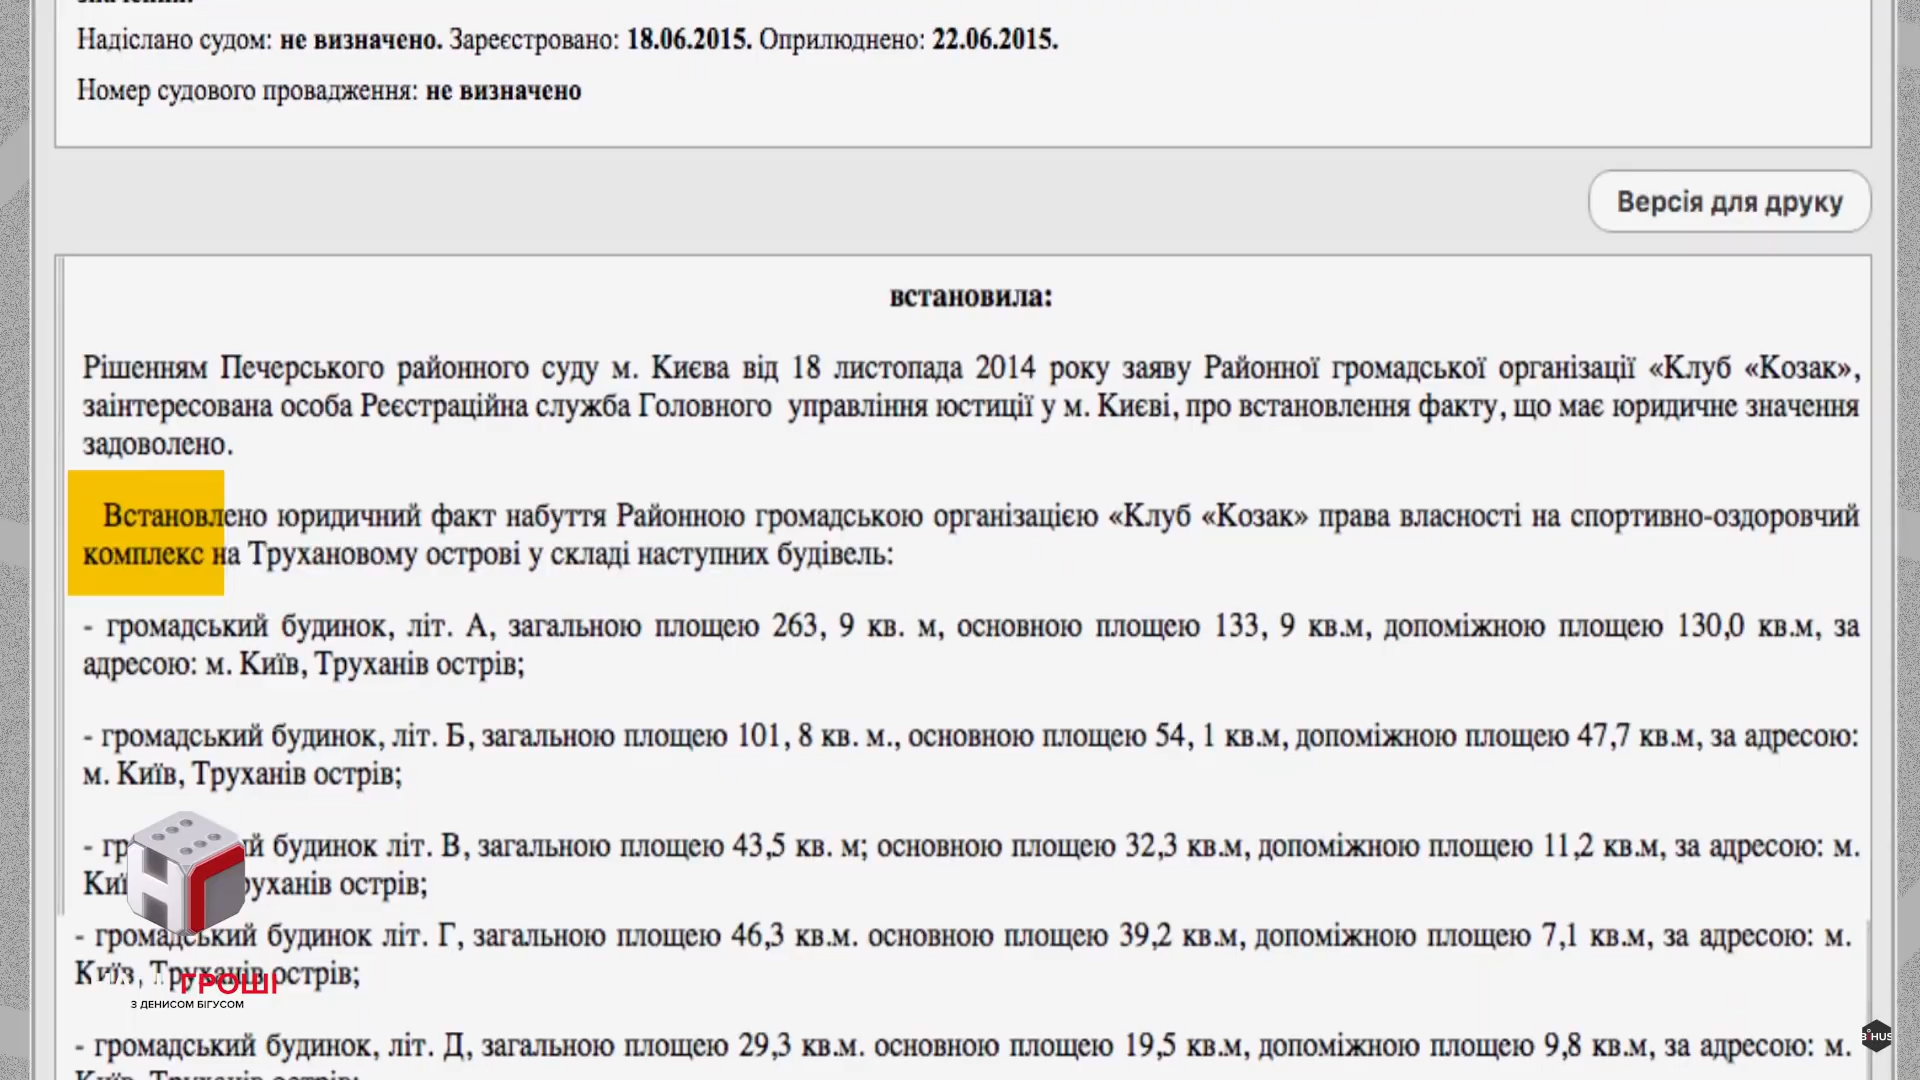 Надіслано судом: не визначено. Зареєстровано: 18.06.2015. Оприлюднено: 22.06.2015.
Номер судового провадження: не визначено
Версія для друку
встановила:
Рішенням Печерського районного суду м. Києва від 18 листопада 2014 року заяву Районної громадської організації «Клуб «Козак»,
заінтересована особа Реєстраційна служба Головного управління юстиції у м. Києві, про встановлення факту, що має юридичне значення
задоволено.
Встановлено юридичний факт набуття Районною громадською організацією «Клуб «Козак» права власності на спортивно-оздоровчий
комплекс на Трухановому острові у складі наступних будівель:
- громадський будинок, літ. А, загальною площею 263, 9 кв. м, основною площею 133, 9 кв.м, допоміжною площею 130,0 кв.м, за
адресою: м. Київ, Труханів острів;
- громадський будинок, літ. Б, загальною площею 101, 8 кв. м., основною площею 54, 1 кв.м, допоміжною площею 47,7 кв.м, за адресою:
м. Київ, Труханів острів;
будинок літ. В, загальною площею 43,5 кв. м; основною площею 32,3 кв.м, допоміжною площею 11,2 кв.м, за адресою: м.
острів;
- громадський будинок літ. Г, загальною площею 46,3 кв.м. основною площею 39,2 кв.м, допоміжною площею 7,1 кв.м, за адресою: м.
Київ, Труханів острів;
ГРОШІ
З ДЕНИСОМ БІГУСОМ
- громадський будинок, літ. Д, загальною площею 29,3 кв.м. основною площею 19,5 кв.м, допоміжною площею 9,8 кв.м, за адресою: м.